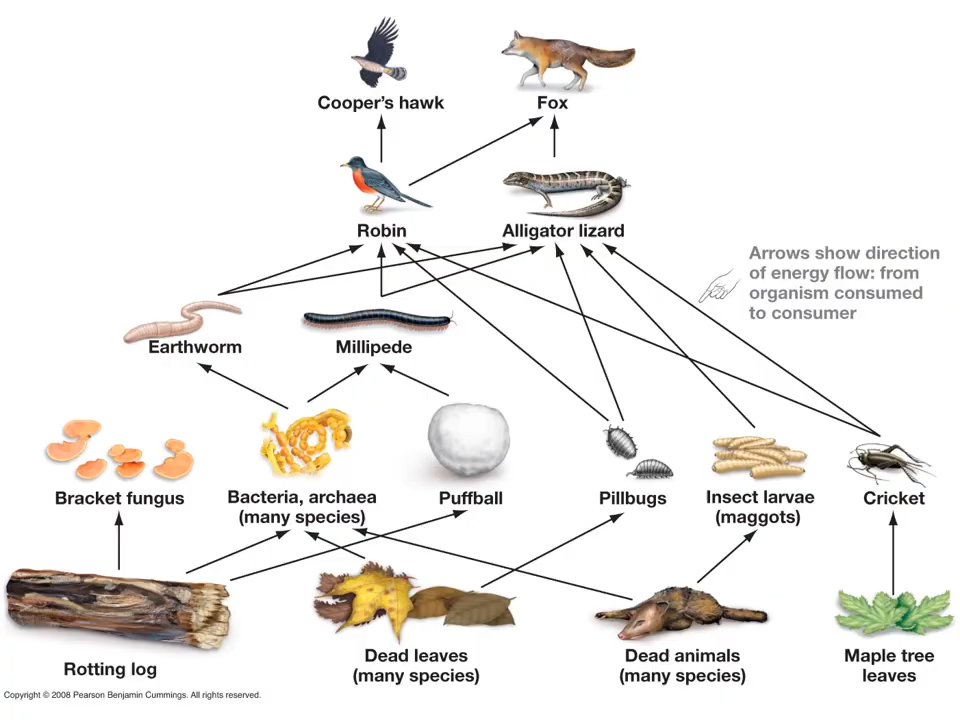 Cooper's hawk
Fox
Robin
Alligator lizard
Arrows show direction
of energy flow: from
organism consumed
to consumer
Earthworm
Millipede
Bracket fungus
Bacteria, archaea
(many species)
Puffball
Pillbugs
Insect larvae
(maggots)
Cricket
Rotting log
Dead leaves
(many species)
Dead animals
(many species)
Maple tree
leaves
Copyright © 2008 Pearson Benjamin Cummings. All rights reserved.